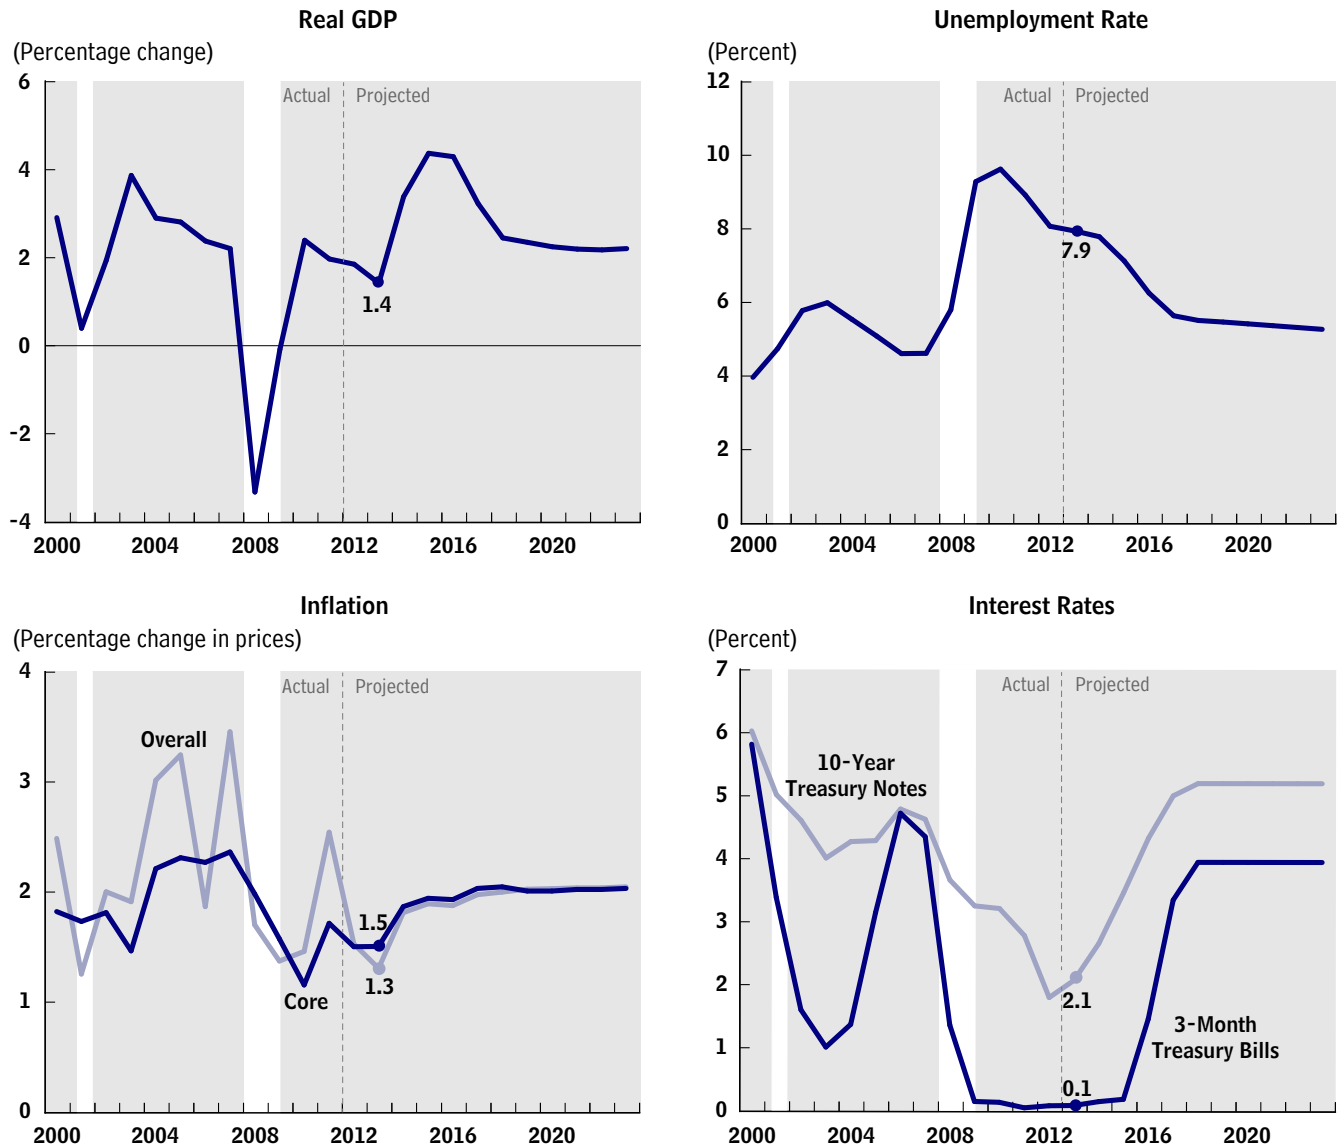 Real GDP
(Percentage change)
6
4
2
0
-2
-4
Actual
Projected
1.4
2000 2004 2008 2012 2016 2020
Unemployment Rate
(Percent)
12
10
8
6
4
2
0
Actual
Projected
7.9
2000 2004 2008 2012 2016 2020
Inflation
(Percentage change in prices)
4
3
2
1
0
Actual
Projected
Overall
1.5
1.3
Core
2000 2004 2008 2012 2016 2020
Interest Rates
(Percent)
7
6
5
4
3
2
1
0
Actual
Projected
10-Year
Treasury Notes
2.1
3-Month
Treasury Bills
0.1
2000 2004 2008 2012 2016 2020